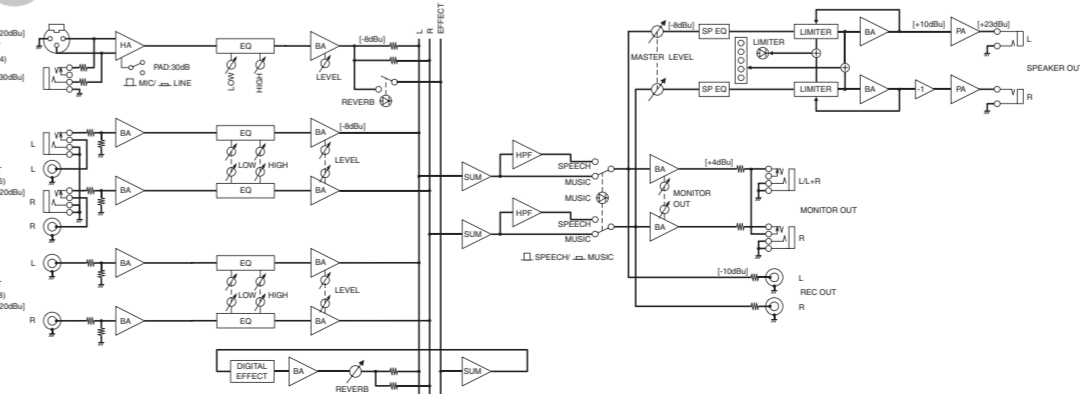 20dBu]
4)
30dBu]
HA
PAD:30dB
MIC/ LINE
EQ
LOW
HIGH
BA
LEVEL
[-8dBu]
REVERB
L
R
EFFECT
L
R
20dBu]
BA
BA
EQ
LOW HIGH
EQ
BA
LEVEL
BA
[-8dBu]
L
R
20dBu]
BA
BA
EQ
LOW HIGH
EQ
BA
LEVEL
BA
DIGITAL
EFFECT
BA
REVERB
SUM
SUM
SUM
HPF
SPEECH
MUSIC
MUSIC
HPF
SPEECH
MUSIC
SPEECH/ MUSIC
[-8dBu]
MASTER LEVEL
SP EQ
SP EQ
LIMITER
LIMITER
LIMITER
BA
BA
[+10dBu]
-1
PA
PA
[+23dBu]
L
R
SPEAKER OUT
BA
MONITOR
OUT
BA
[+4dBu]
L/L+R
MONITOR OUT
R
[-10dBu]
L
REC OUT
R